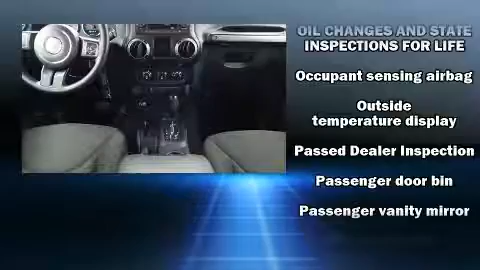 OIL CHANGES AND STATE
INSPECTIONS FOR LIFE
Occupant sensing airbag
Outside
temperature display
Passed Dealer Inspection
Passenger door bin
Passenger vanity mirror